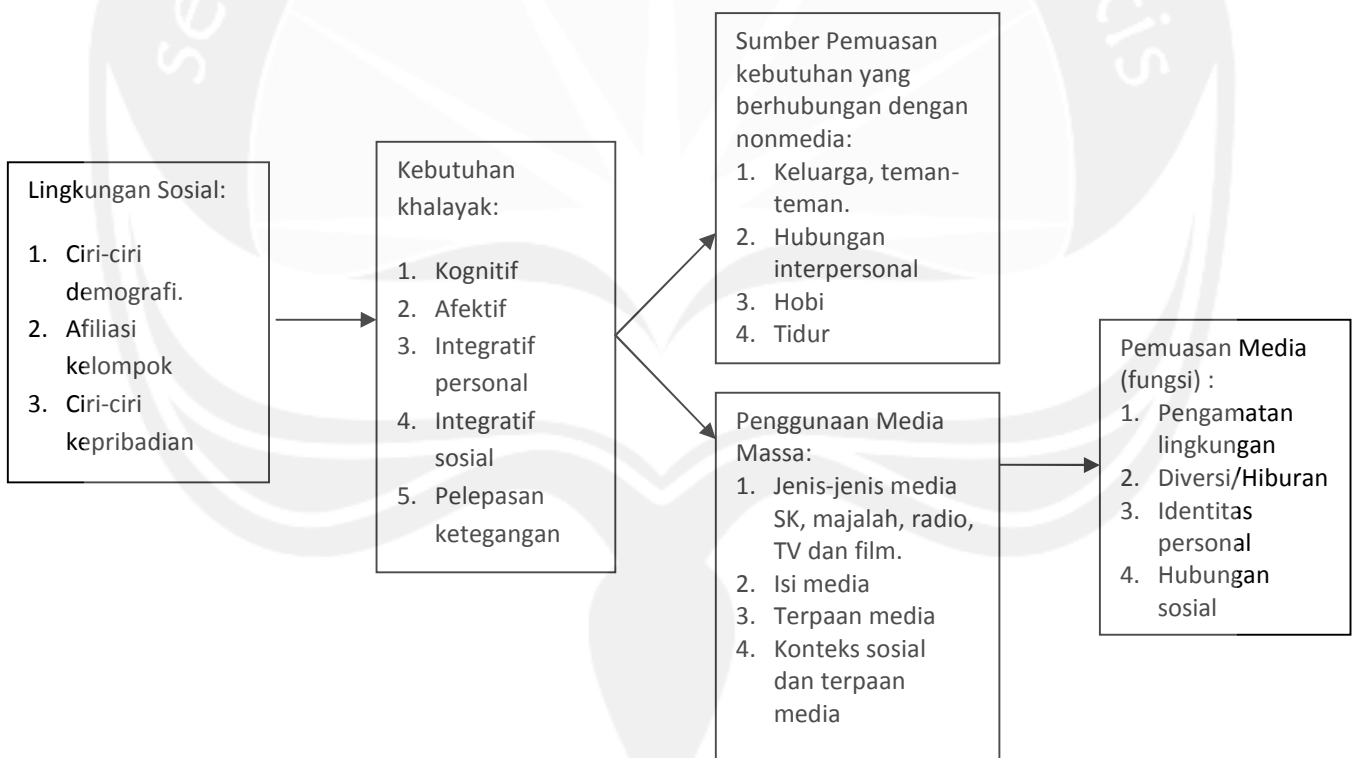 Lingkungan Sosial:
1. Ciri-ciri
demografi.
2. Afiliasi
kelompok
3. Ciri-ciri
kepribadian
Kebutuhan
khalayak:
1. Kognitif
2. Afektif
3. Integratif
personal
4. Integratif
sosial
5. Pelepasan
ketegangan
Sumber Pemuasan
kebutuhan yang
berhubungan dengan
nonmedia:
1. Keluarga, teman-
teman.
2. Hubungan
interpersonal
3. Hobi
4. Tidur
Penggunaan Media
Massa:
1. Jenis-jenis media
SK, majalah, radio,
TV dan film.
2. Isi media
3. Terpaan media
4. Konteks sosial
dan terpaan
media
Pemuasan Media
(fungsi) :
1. Pengamatan
lingkungan
2. Diversi/Hiburan
3. Identitas
personal
4. Hubungan
sosial